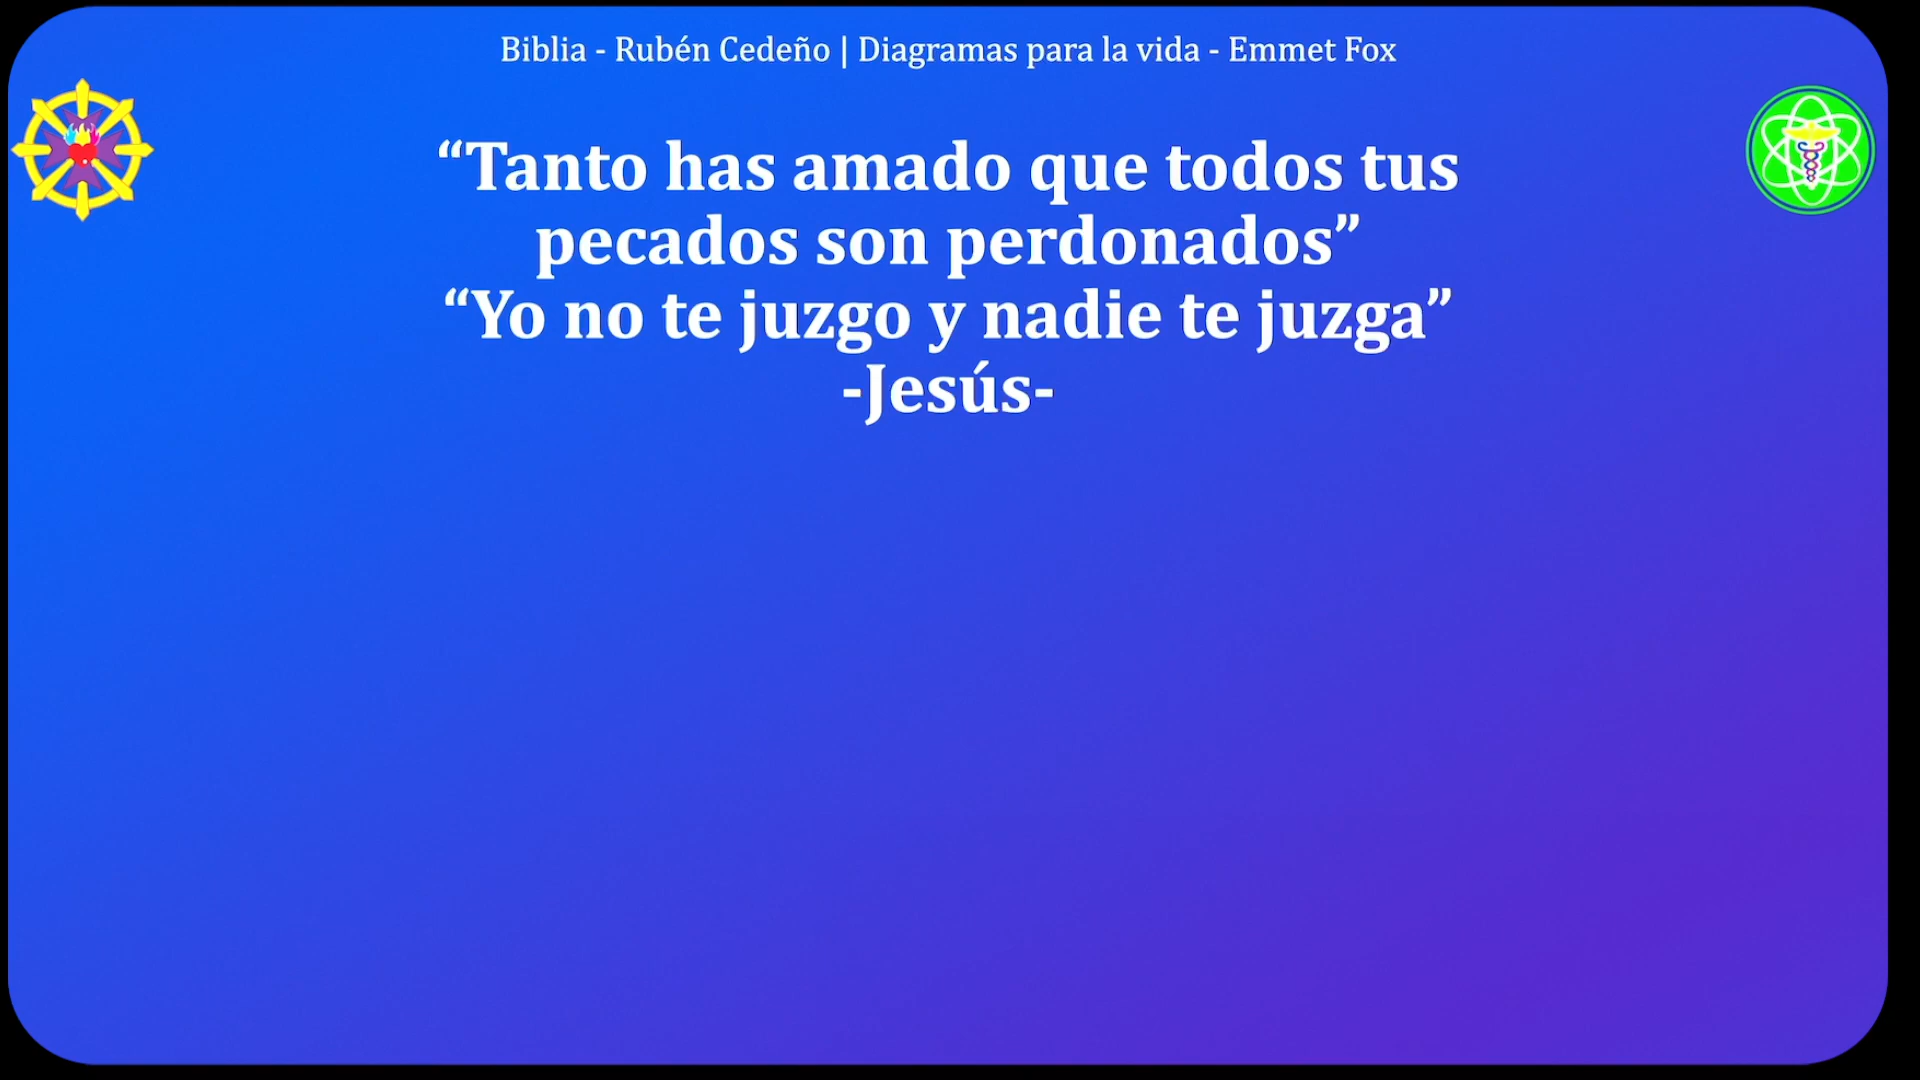 Biblia - Rubén Cedeño | Diagramas para la vida - Emmet Fox
“Tanto has amado que todos tus
pecados son perdonados”
“Yo no te juzgo y nadie te juzga”
-Jesús-